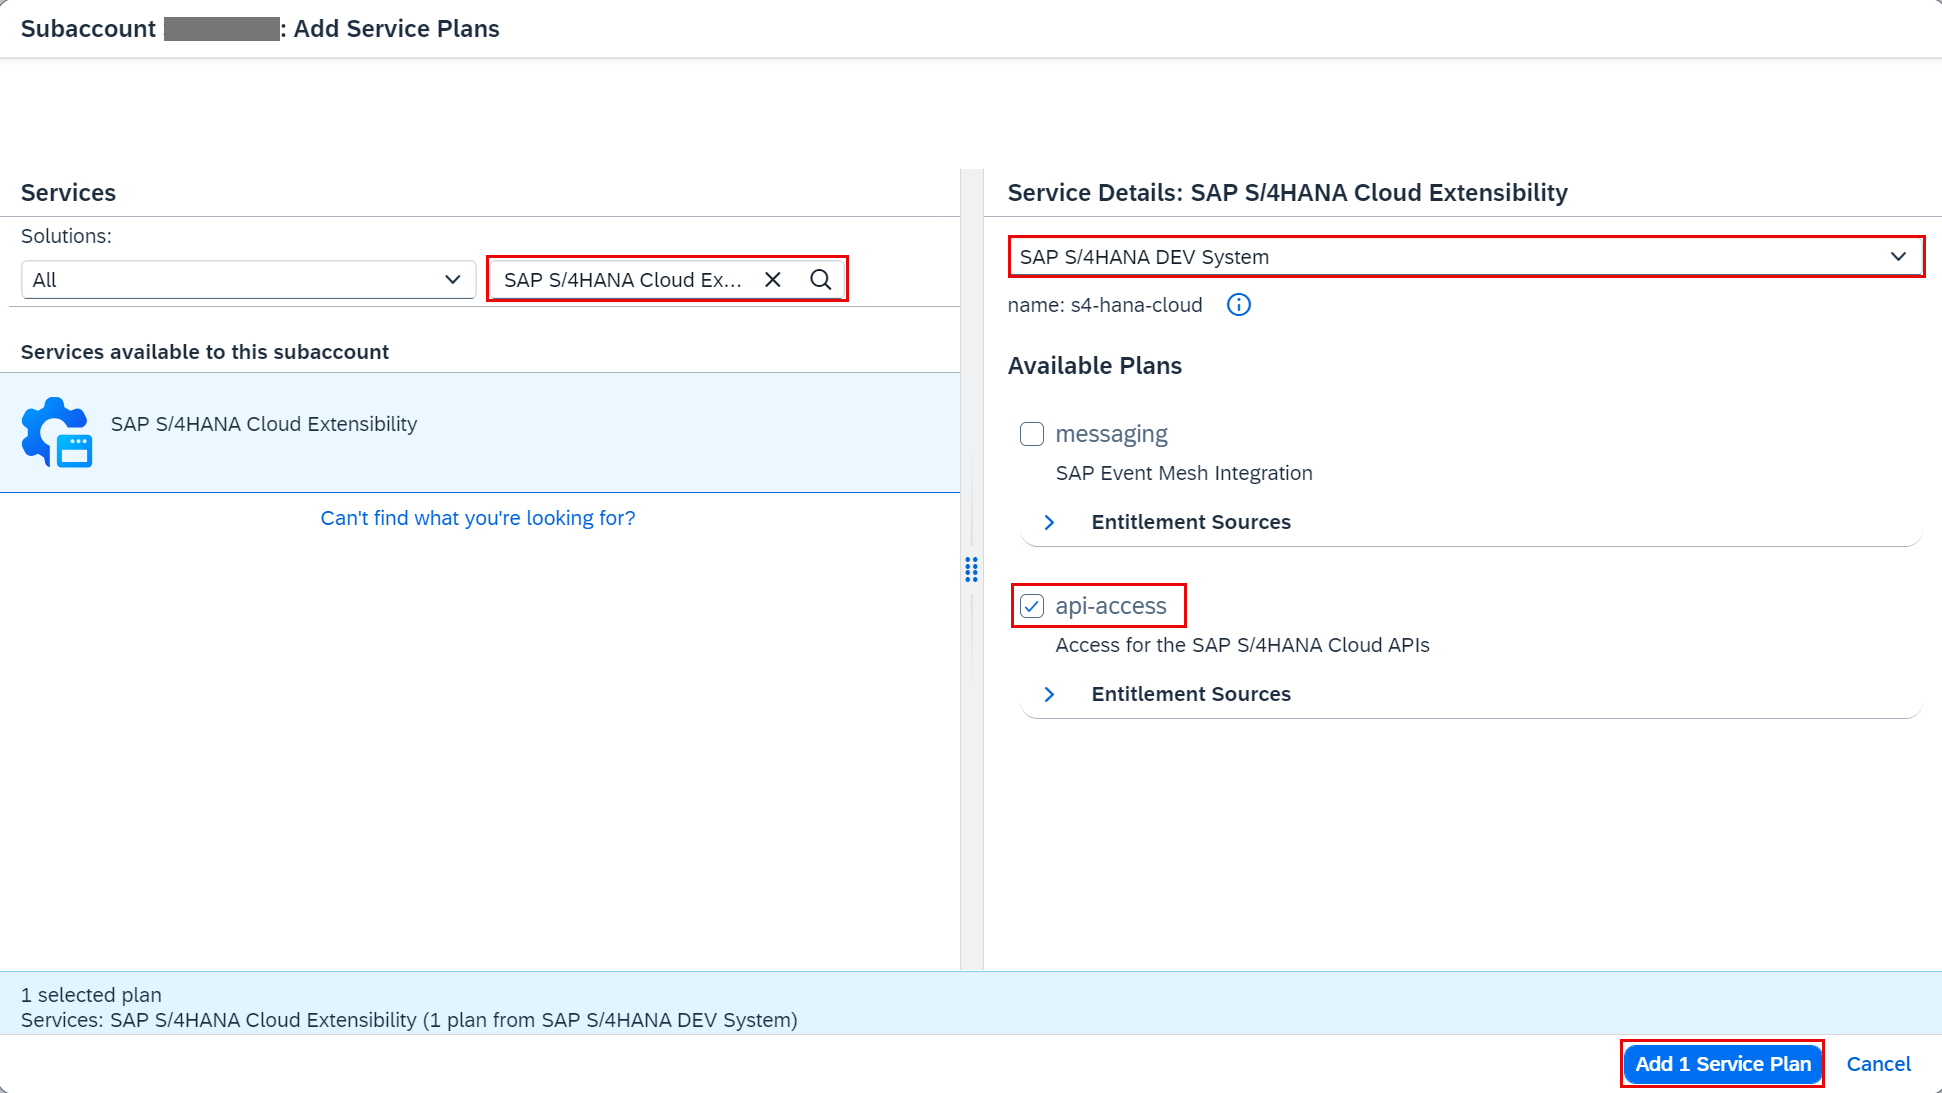 Subaccount : Add Service Plans
Services
Solutions:
All
SAP S/4HANA Cloud Ex...
Services available to this subaccount
SAP S/4HANA Cloud Extensibility
Can't find what you're looking for?
Service Details: SAP S/4HANA Cloud Extensibility
SAP S/4HANA DEV System
name: s4-hana-cloud
Available Plans
messaging
SAP Event Mesh Integration
Entitlement Sources
api-access
Access for the SAP S/4HANA Cloud APIs
Entitlement Sources
1 selected plan
Services: SAP S/4HANA Cloud Extensibility (1 plan from SAP S/4HANA DEV System)
Add 1 Service Plan
Cancel